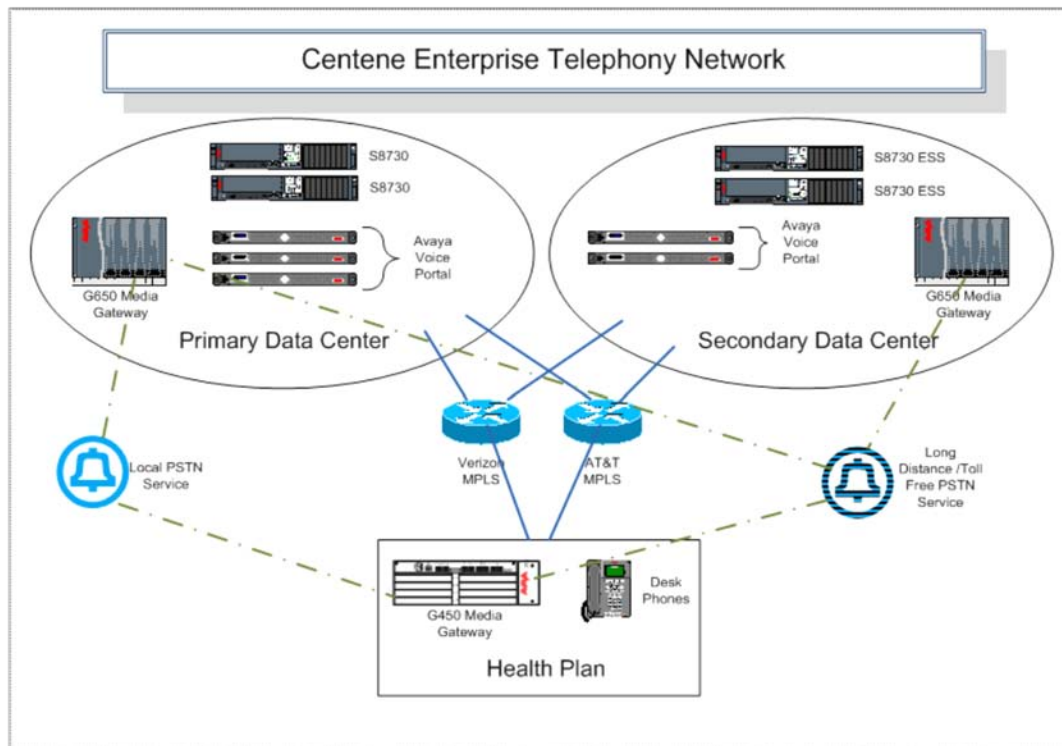 Centene Enterprise Telephony Network
S8730
S8730
Avaya
Voice
Portal
G650 Media
Gateway
Primary Data Center
S8730 ESS
S8730 ESS
Avaya
Voice
Portal
G650 Media
Gateway
Secondary Data Center
Local PSTN
Service
Verizon
MPLS
AT&T
MPLS
Long
Distance /Toll
Free PSTN
Service
G450 Media
Gateway
Desk
Phones
Health Plan